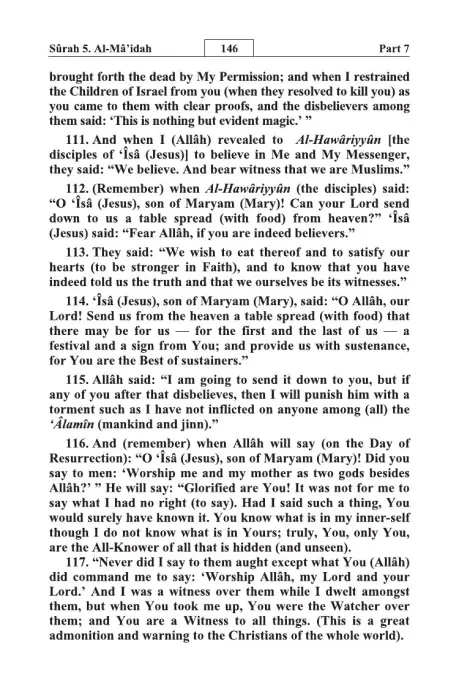 Sûrah 5. Al-Mâ’idah 146 Part 7
brought forth the dead by My Permission; and when I restrained
the Children of Israel from you (when they resolved to kill you) as
you came to them with clear proofs, and the disbelievers among
them said: ‘This is nothing but evident magic.’ ”
111. And when I (Allâh) revealed to Al-Hawâriyyûn [the
disciples of ‘Îsâ (Jesus)] to believe in Me and My Messenger,
they said: “We believe. And bear witness that we are Muslims.”
112. (Remember) when Al-Hawâriyyûn (the disciples) said:
“O ‘Îsâ (Jesus), son of Maryam (Mary)! Can your Lord send
down to us a table spread (with food) from heaven?” ‘Îsâ
(Jesus) said: “Fear Allâh, if you are indeed believers.”
113. They said: “We wish to eat thereof and to satisfy our
hearts (to be stronger in Faith), and to know that you have
indeed told us the truth and that we ourselves be its witnesses.”
114. ‘Îsâ (Jesus), son of Maryam (Mary), said: “O Allâh, our
Lord! Send us from the heaven a table spread (with food) that
there may be for us — for the first and the last of us — a
festival and a sign from You; and provide us with sustenance,
for You are the Best of sustainers.”
115. Allâh said: “I am going to send it down to you, but if
any of you after that disbelieves, then I will punish him with a
torment such as I have not inflicted on anyone among (all) the
‘Âlamîn (mankind and jinn).”
116. And (remember) when Allâh will say (on the Day of
Resurrection): “O ‘Îsâ (Jesus), son of Maryam (Mary)! Did you
say to men: ‘Worship me and my mother as two gods besides
Allâh?’ ” He will say: “Glorified are You! It was not for me to
say what I had no right (to say). Had I said such a thing, You
would surely have known it. You know what is in my inner-self
though I do not know what is in Yours; truly, You, only You,
are the All-Knower of all that is hidden (and unseen).
117. “Never did I say to them aught except what You (Allâh)
did command me to say: ‘Worship Allâh, my Lord and your
Lord.’ And I was a witness over them while I dwelt amongst
them, but when You took me up, You were the Watcher over
them; and You are a Witness to all things. (This is a great
admonition and warning to the Christians of the whole world).